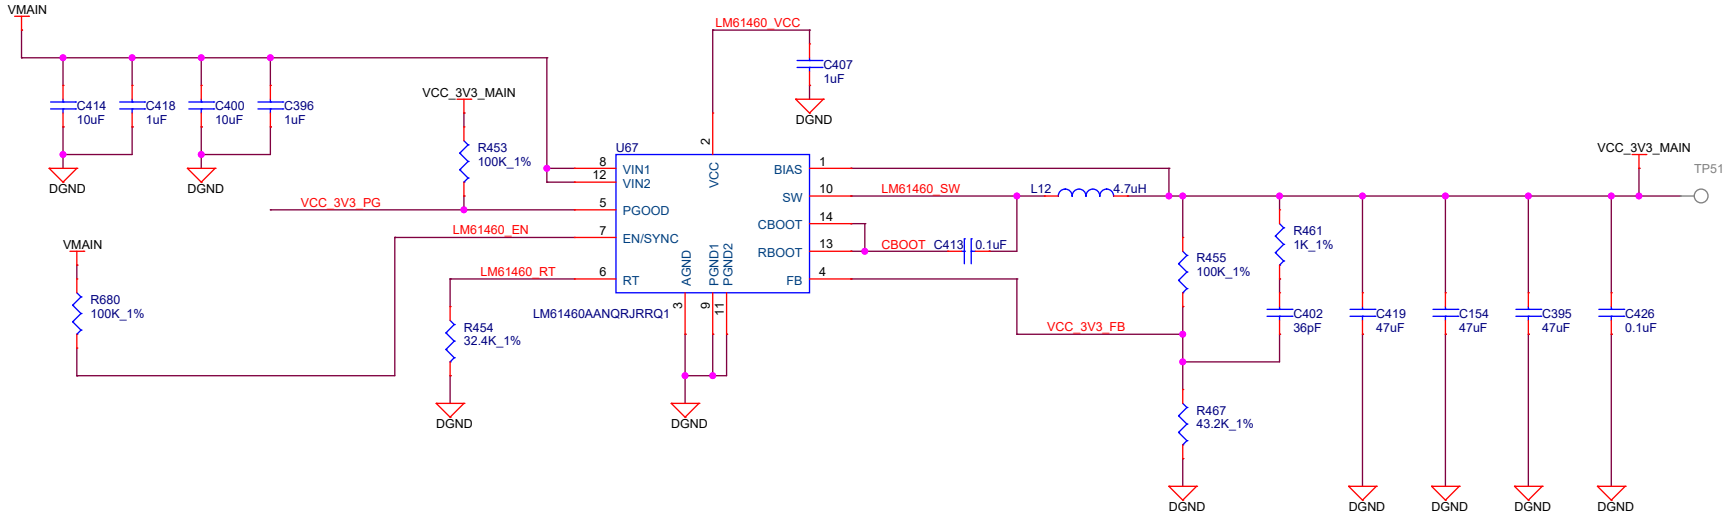 VMAIN
C414
10uF
C418
1uF
C400
10uF
C396
1uF
DGND
DGND
LM61460_VCC
C407
1uF
DGND
VCC_3V3_MAIN
R453
100K_1%
VCC_3V3_PG
VMAIN
LM61460_EN
R680
100K_1%
LM61460_RT
R454
32.4K_1%
DGND
U67
8
VIN1
12
VIN2
5
PGOOD
7
EN/SYNC
6
RT
2
VCC
BIAS
1
SW
10
CBOOT
14
RBOOT
13
FB
4
AGND
3
PGND1
9
PGND2
11
LM61460AANQRJRRQ1
DGND
LM61460_SW
L12
4.7uH
CBOOT
C413
0.1uF
VCC_3V3_FB
R455
100K_1%
R461
1K_1%
C402
36pF
R467
43.2K_1%
DGND
C419
47uF
DGND
C154
47uF
DGND
C395
47uF
DGND
C426
0.1uF
DGND
VCC_3V3_MAIN
TP51